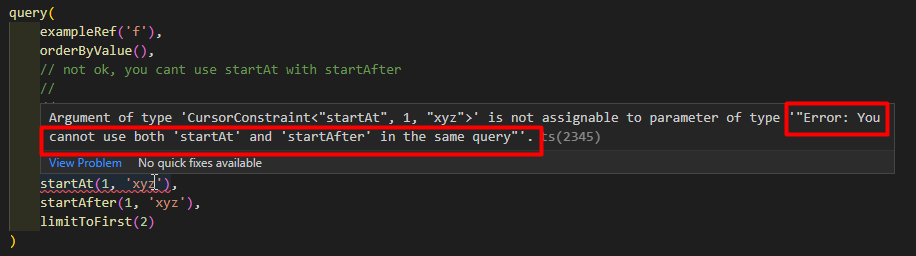 query(
exampleRef('f'),
orderByValue(),
// not ok, you cant use startAt with startAfter
//
Argument of type 'CursorConstraint<"startAt", 1, "xyz">' is not assignable to parameter of type '"Error: You
cannot use both 'startAt' and 'startAfter' in the same query"'. ts(2345)
View Problem No quick fixes available
startAt(1, 'xyz'),
startAfter(1, 'xyz'),
limitToFirst(2)
)